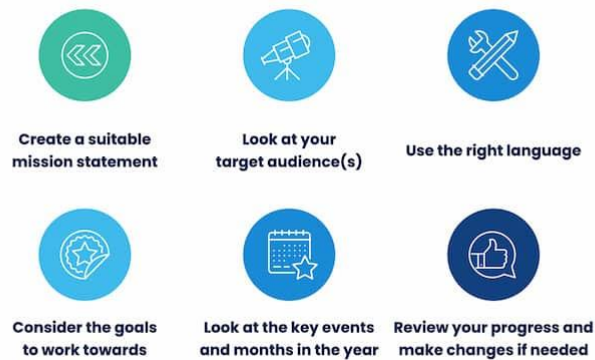 Create a suitable
mission statement
Look at your
target audience(s)
Use the right language
Consider the goals
to work towards
Look at the key events
and months in the year
Review your progress and
make changes if needed